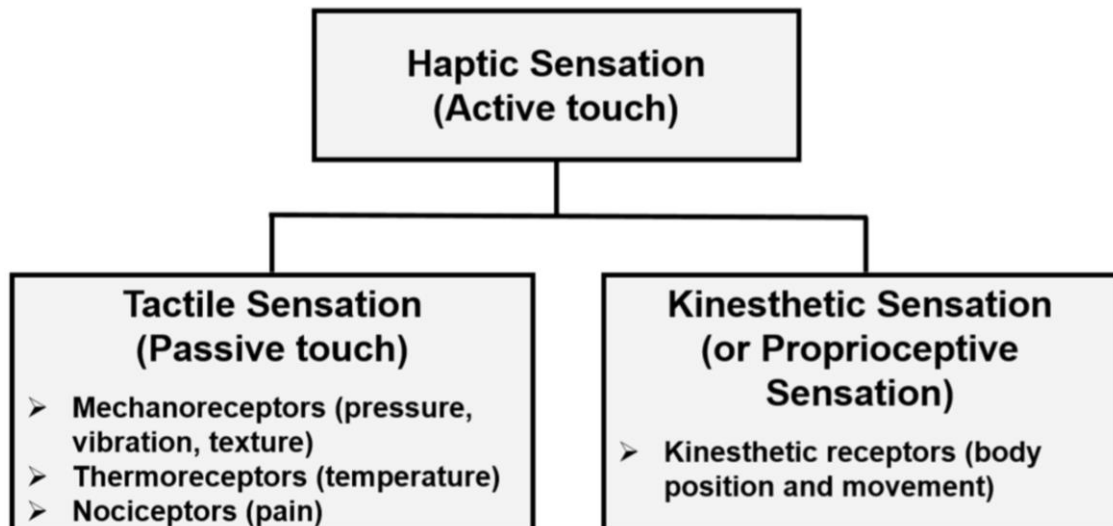 Haptic Sensation
(Active touch)
Tactile Sensation
(Passive touch)
➢ Mechanoreceptors (pressure,
vibration, texture)
➢ Thermoreceptors (temperature)
➢ Nociceptors (pain)
Kinesthetic Sensation
(or Proprioceptive
Sensation)
➢ Kinesthetic receptors (body
position and movement)